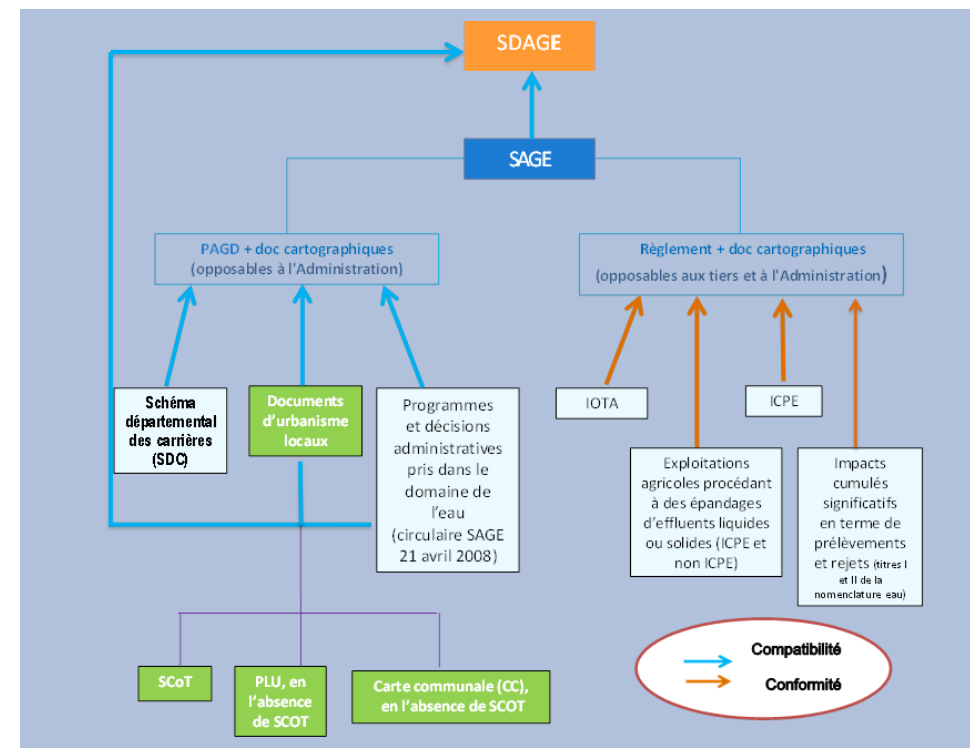 SDAGE
SAGE
PAGD + doc cartographiques
(opposables à l'Administration)
Règlement + doc cartographiques
(opposables aux tiers et à l'Administration)
Schéma
départemental
des carrières
(SDC)
Documents
d'urbanisme
locaux
Programmes
et décisions
administratives
pris dans le
domaine de
l'eau
(circulaire SAGE
21 avril 2008)
IOTA
ICPE
Exploitations
agricoles procédant
à des épandages
d'effluents liquides
ou solides (ICPE et
non ICPE)
Impacts
cumulés
significatifs
en terme de
prélèvements
et rejets (titres I
et II de la
nomenclature eau)
SCoT
PLU, en
l'absence
de SCOT
Carte communale (CC),
en l'absence de SCOT
Compatibilité
Conformité